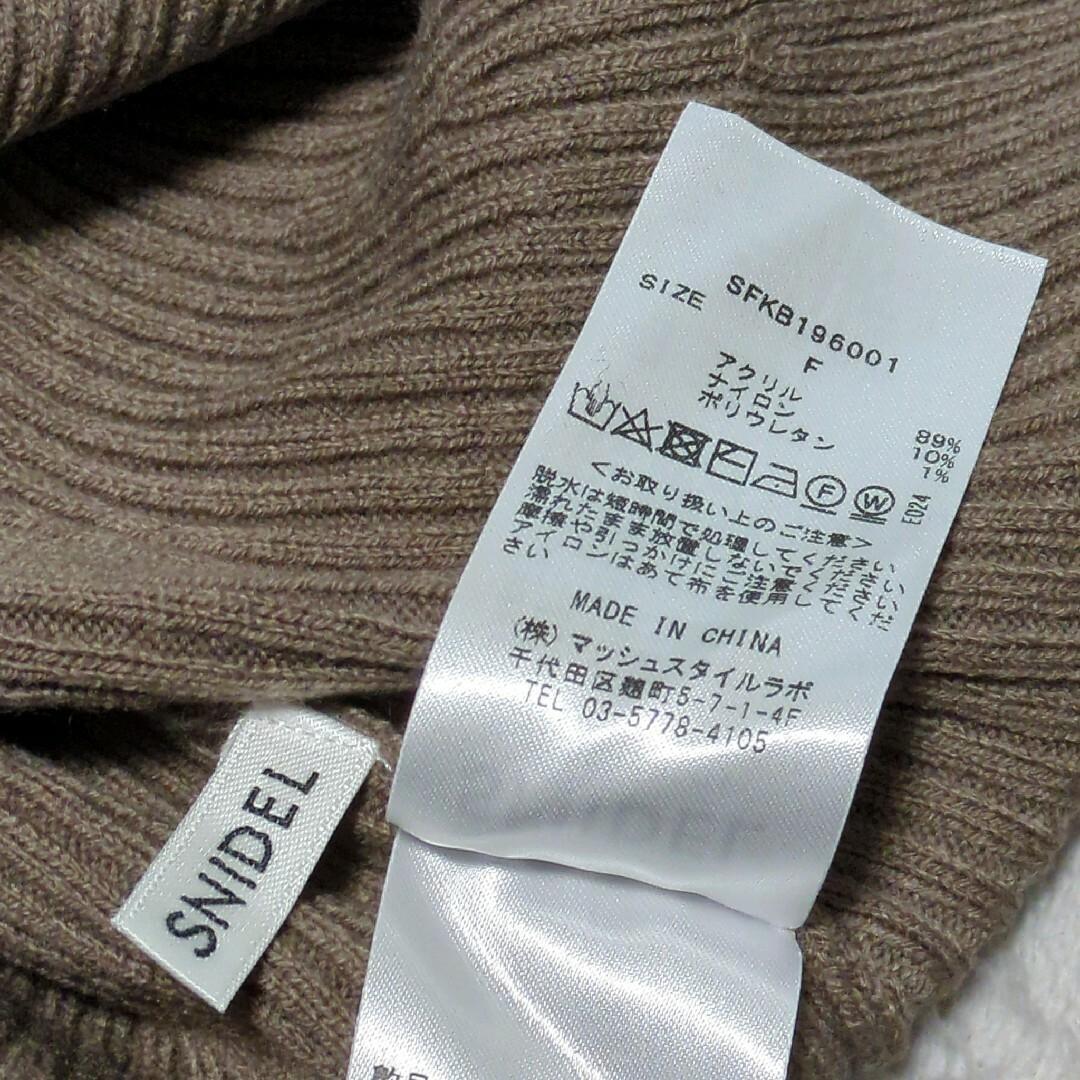 SFKB196001
SIZE F
アクリル 89%
ナイロン 10%
ポリウレタン 1%
F W
E024
<お取り扱い上のご注意>
脱水は短時間で処理してください
濡れたまま放置しないでください
摩擦や引っかけにご注意ください。
アイロンはあて布を使用してくだ
さい
MADE IN CHINA
(株)マッシュスタイルラボ
千代田区麹町5-7-1-4F
TEL 03-5778-4105
SNIDEL